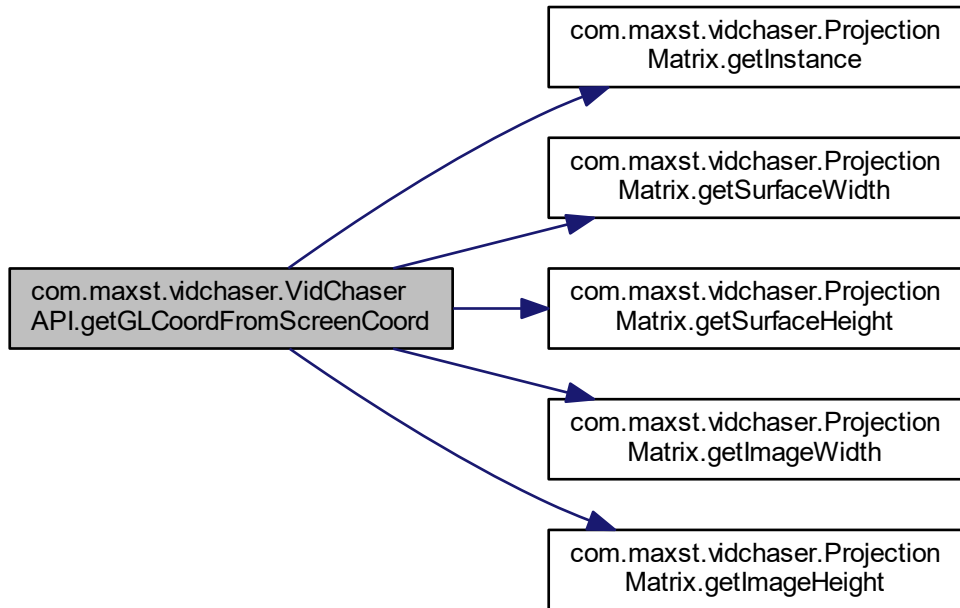 com.maxst.vidchaser.VidChaser
API.getGLCoordFromScreenCoord
com.maxst.vidchaser.Projection
Matrix.getInstance
com.maxst.vidchaser.Projection
Matrix.getSurfaceWidth
com.maxst.vidchaser.Projection
Matrix.getSurfaceHeight
com.maxst.vidchaser.Projection
Matrix.getImageWidth
com.maxst.vidchaser.Projection
Matrix.getImageHeight